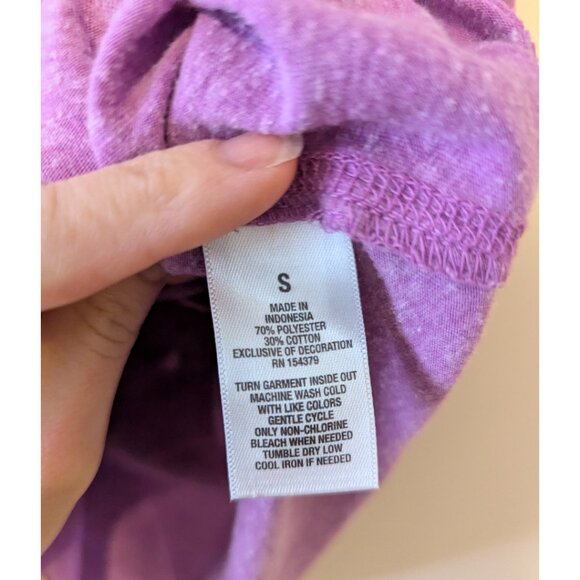 S
MADE IN
INDONESIA
70% POLYESTER
30% COTTON
EXCLUSIVE OF DECORATION
RN 154379
TURN GARMENT INSIDE OUT
MACHINE WASH COLD
WITH LIKE COLORS
GENTLE CYCLE
ONLY NON-CHLORINE
BLEACH WHEN NEEDED
TUMBLE DRY LOW
COOL IRON IF NEEDED